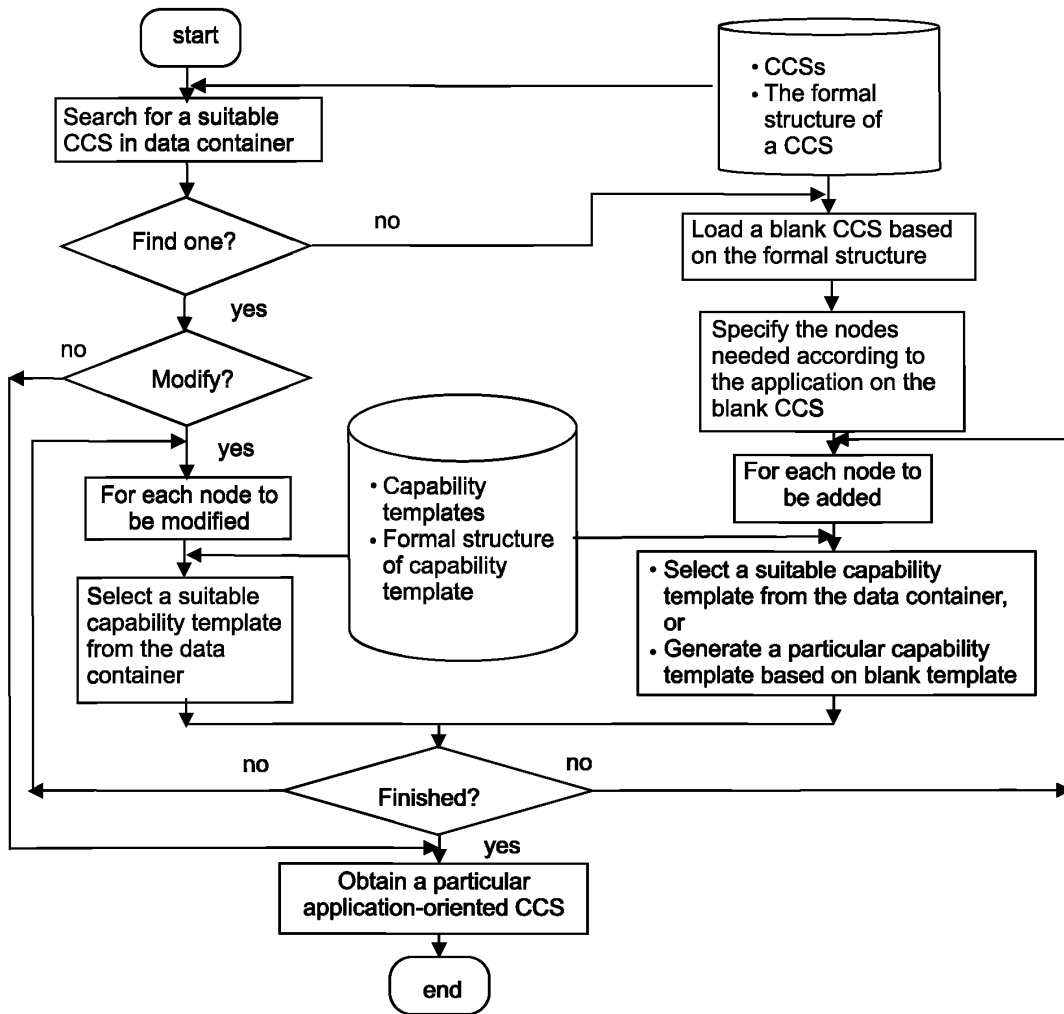 start
• CCSs
• The formal
structure of
a CCS
Search for a suitable
CCS in data container
Find one?
no
yes
Load a blank CCS based
on the formal structure
Specify the nodes
needed according to
the application on the
blank CCS
no
Modify?
yes
For each node to
be modified
• Capability
templates
• Formal structure
of capability
template
For each node to
be added
Select a suitable
capability template
from the data
container
• Select a suitable capability
template from the data container,
or
• Generate a particular capability
template based on blank template
no
Finished?
no
yes
Obtain a particular
application-oriented CCS
end